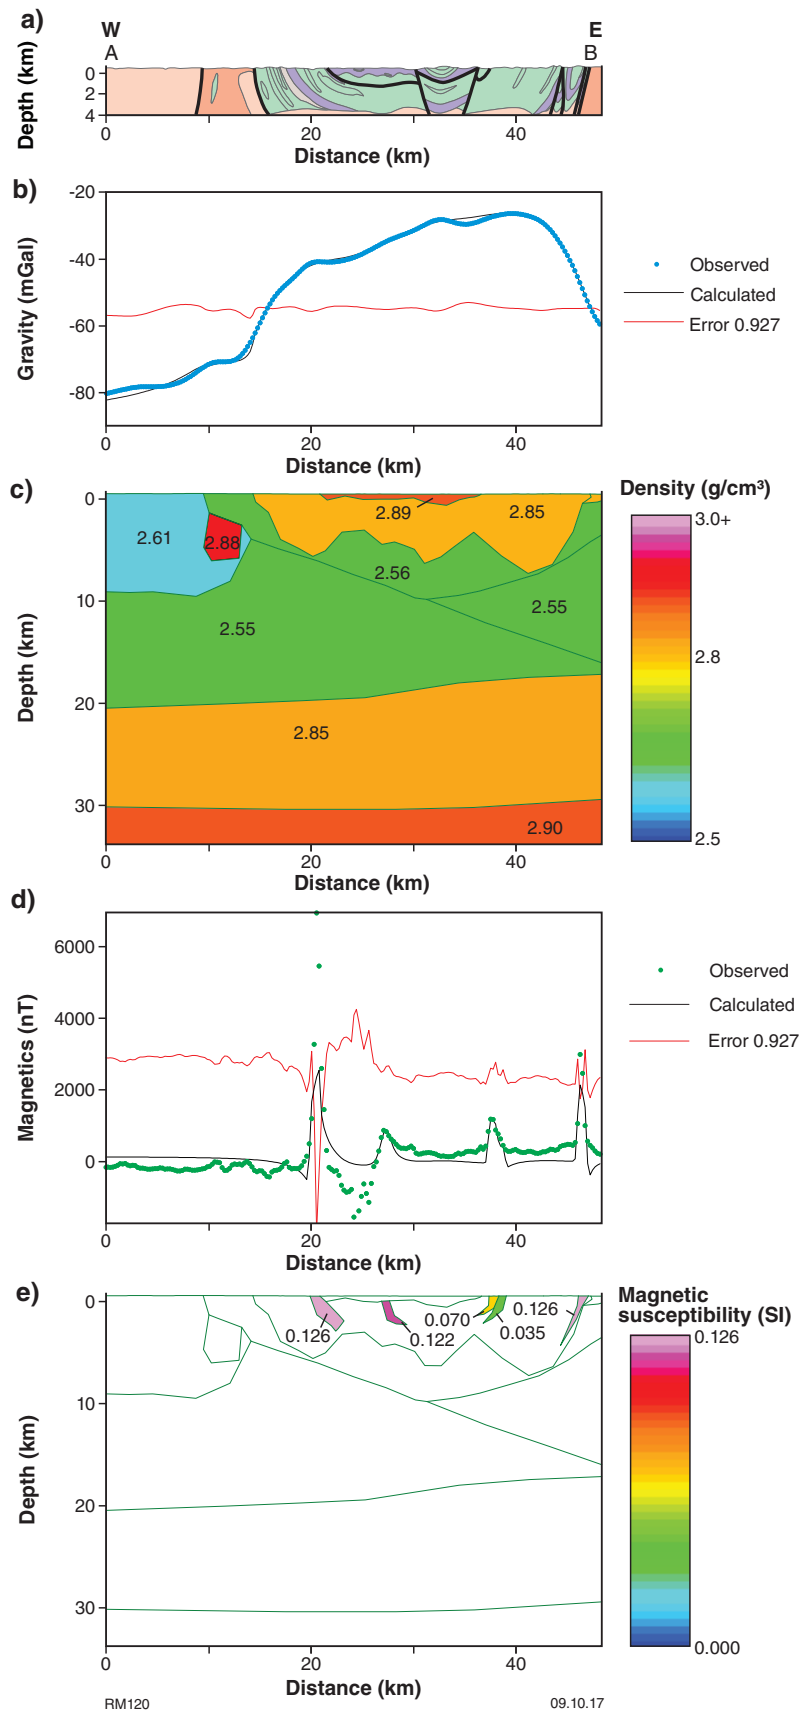 a)
W E
A B
Depth (km)
0
2
4
0 20 40
Distance (km)
b)
Gravity (mGal)
-20
-40
-60
-80
0 20 40
Distance (km)
Observed
Calculated
Error 0.927
c)
Depth (km)
0
10
20
30
2.61
2.88
2.89
2.85
2.56
2.55
2.55
2.85
2.90
0 20 40
Distance (km)
Density (g/cm³)
3.0+
2.8
2.5
d)
Magnetics (nT)
6000
4000
2000
0
0 20 40
Distance (km)
Observed
Calculated
Error 0.927
e)
Depth (km)
0
10
20
30
0.126
0.122
0.070
0.035
0.126
0 20 40
Distance (km)
Magnetic
susceptibility (SI)
0.126
0.000
RM120 09.10.17